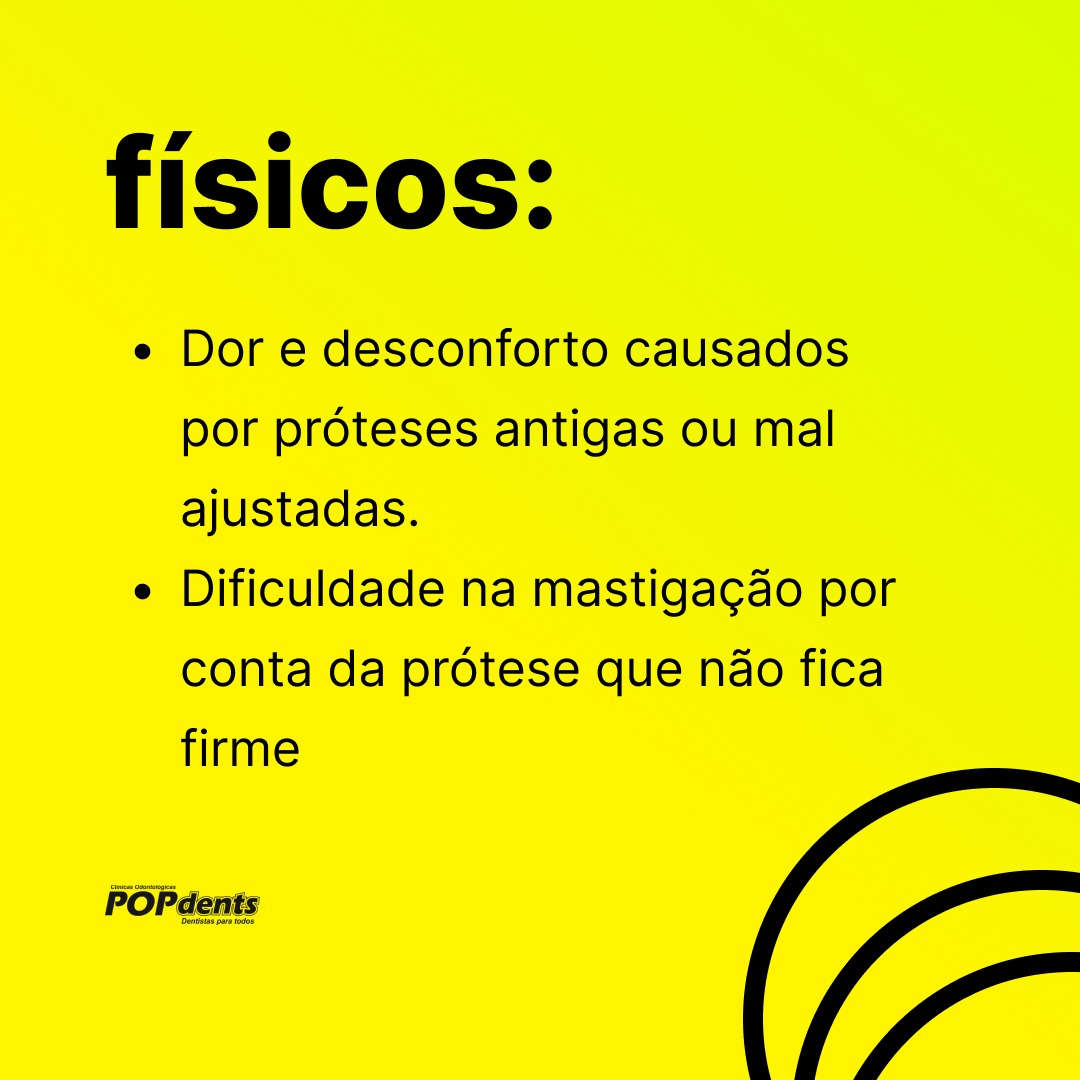 físicos:
• Dor e desconforto causados
por próteses antigas ou mal
ajustadas.
• Dificuldade na mastigação por
conta da prótese que não fica
firme
Clínicas Odontológicas
POPdents
Dentistas para todos